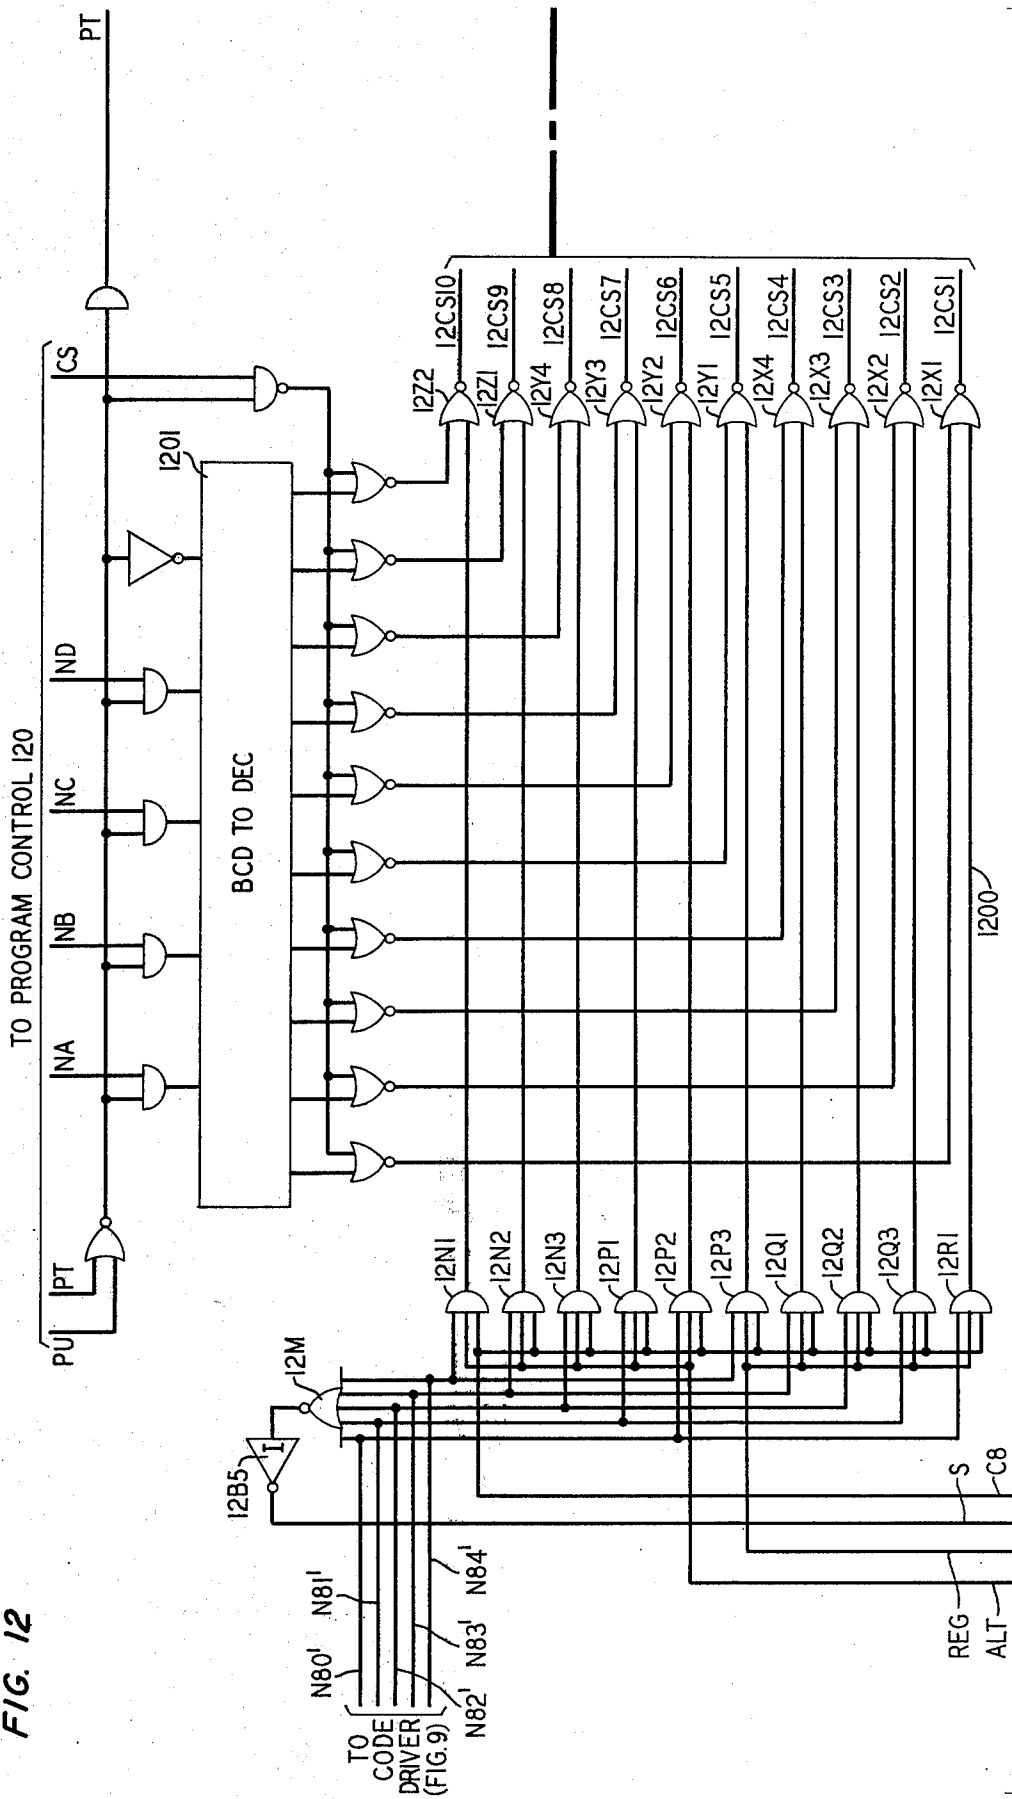 FIG. 12
TO PROGRAM CONTROL 120
PU
PT
NA
NB
NC
ND
CS
PT
1201
BCD TO DEC
12B5
I
12M
N80'
N81'
N82'
N83'
N84'
TO
CODE
DRIVER
(FIG. 9)
12N1
12N2
12N3
12P1
12P2
12P3
12Q1
12Q2
12Q3
12R1
12Z2
12Z1
12Y4
12Y3
12Y2
12Y1
12X4
12X3
12X2
12X1
12CS10
12CS9
12CS8
12CS7
12CS6
12CS5
12CS4
12CS3
12CS2
12CS1
1200
REG
ALT
S
C8